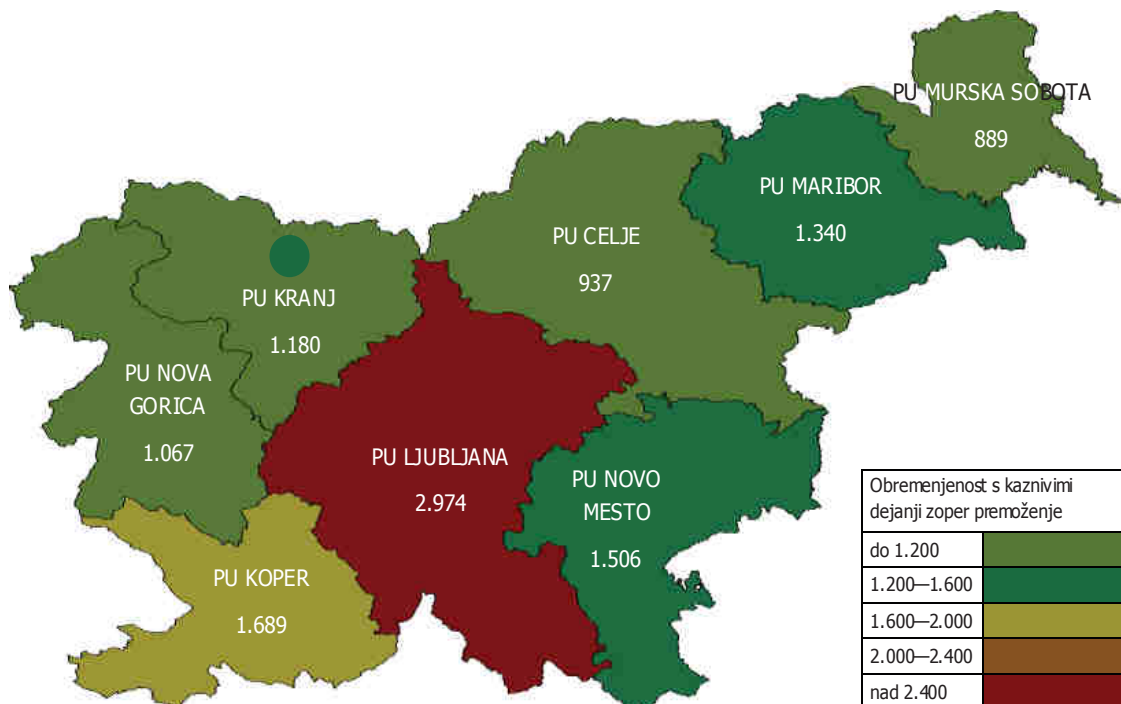 PU MURSKA SOBOTA
889
PU MARIBOR
1.340
PU CELJE
937
PU KRANJ
1.180
PU NOVA
GORICA
1.067
PU LJUBLJANA
2.974
PU NOVO
MESTO
1.506
PU KOPER
1.689
Obremenjenost s kaznivimi
dejanji zoper premoženje
do 1.200
1.200—1.600
1.600—2.000
2.000—2.400
nad 2.400